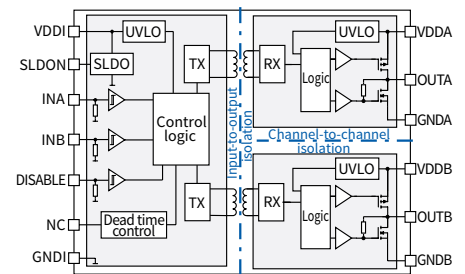 VDDI
SLDON
INA
INB
DISABLE
NC
GNDI
UVLO
SLDO
TX
Control
logic
TX
Dead time
control
Input-to-output
isolation
UVLO
RX
Logic
Channel-to-channel
isolation
UVLO
RX
Logic
VDDA
OUTA
GNDA
VDDB
OUTB
GNDB